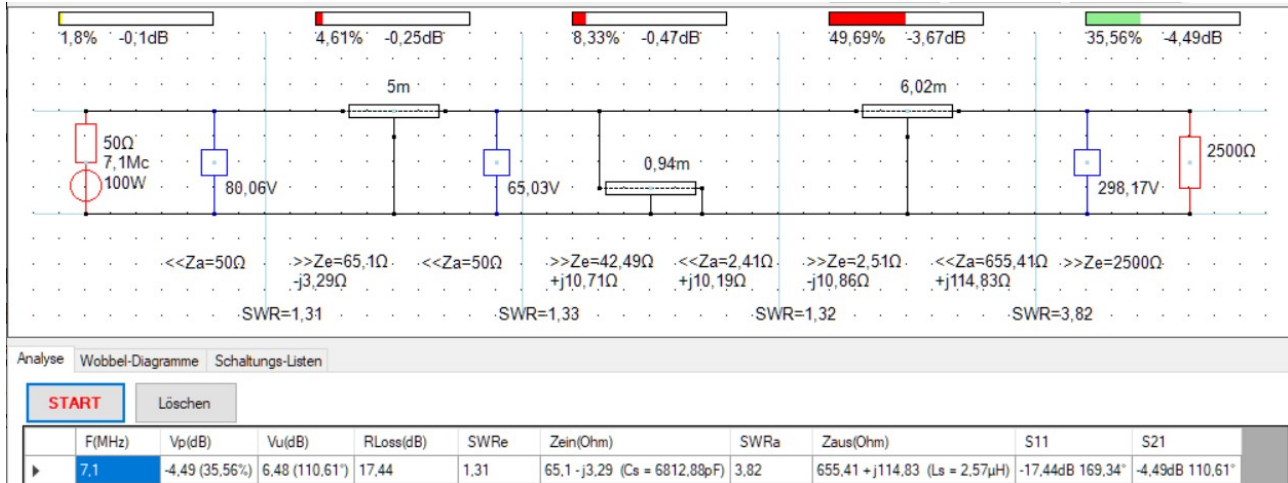 1,8% -0,1dB 4,61% -0,25dB 8,33% -0,47dB 49,69% -3,67dB 35,56% -4,49dB
5m 6,02m
50Ω
7,1Mc
100W
80,06V
65,03V
0,94m
298,17V
2500Ω
<<Za=50Ω >>Ze=65,1Ω <<Za=50Ω >>Ze=42,49Ω <<Za=2,41Ω >>Ze=2,51Ω <<Za=655,41Ω >>Ze=2500Ω
-j3,29Ω +j10,71Ω +j10,19Ω -j10,86Ω +j114,83Ω
SWR=1,31 SWR=1,33 SWR=1,32 SWR=3,82
Analyse Wobbel-Diagramme Schaltungs-Listen
START Löschen
F(MHz) Vp(dB) Vu(dB) RLoss(dB) SWRe Zein(Ohm) SWRa Zaus(Ohm) S11 S21
7,1 -4,49 (35,56%) 6,48 (110,61°) 17,44 1,31 65,1 -j3,29 (Cs = 6812,88pF) 3,82 655,41 +j114,83 (Ls = 2,57µH) -17,44dB 169,34° -4,49dB 110,61°